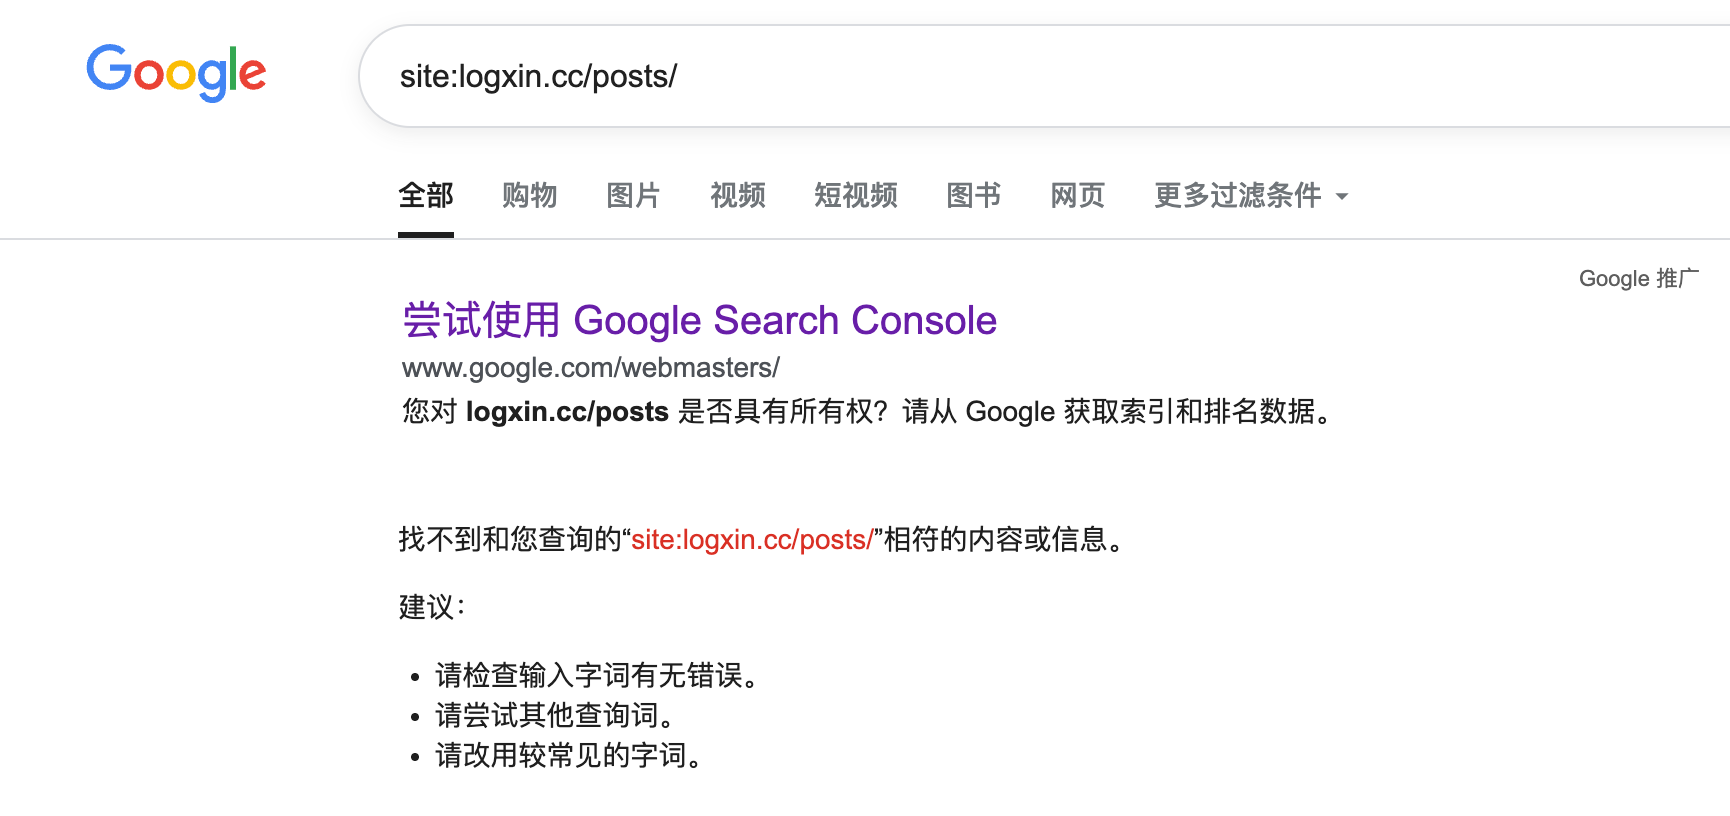 Google
site:logxin.cc/posts/
全部 购物 图片 视频 短视频 图书 网页 更多过滤条件
Google 推广
尝试使用 Google Search Console
www.google.com/webmasters/
您对 logxin.cc/posts 是否具有所有权？请从 Google 获取索引和排名数据。
找不到和您查询的“site:logxin.cc/posts/”相符的内容或信息。
建议：
请检查输入字词有无错误。
请尝试其他查询词。
请改用较常见的字词。